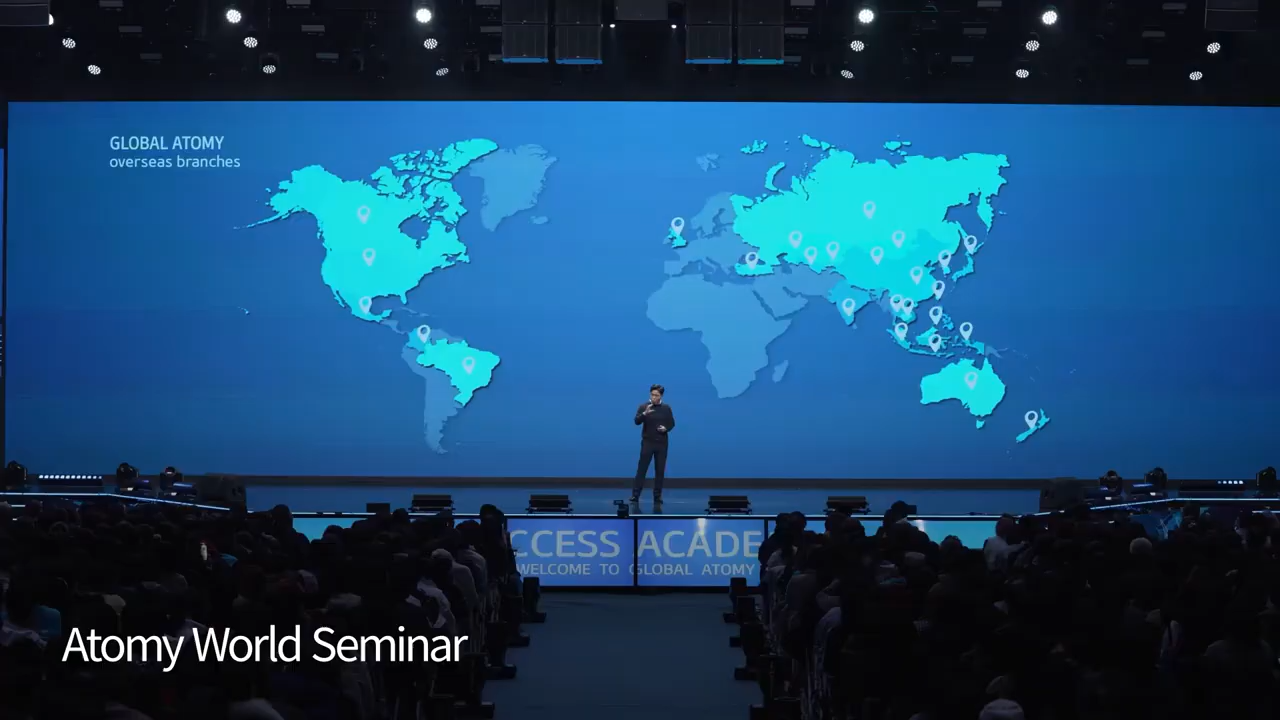 GLOBAL ATOMY
overseas branches
CCESS ACADE
WELCOME TO GLOBAL ATOMY
Atomy World Seminar